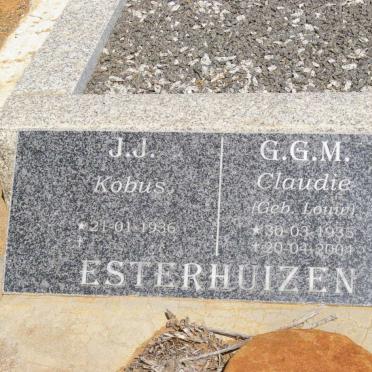 J.J.
Kobus
★21-01-1936
†
G.G.M.
Claudie
(Geb. Louw)
★30-03-1935
+20-04-2004
ESTERHUIZEN